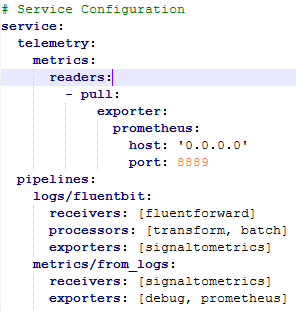 # Service Configuration
service:
  telemetry:
    metrics:
      readers:
        - pull:
            exporter:
              prometheus:
                host: '0.0.0.0'
                port: 8889
  pipelines:
    logs/fluentbit:
      receivers: [fluentforward]
      processors: [transform, batch]
      exporters: [signaltometrics]
    metrics/from_logs:
      receivers: [signaltometrics]
      exporters: [debug, prometheus]